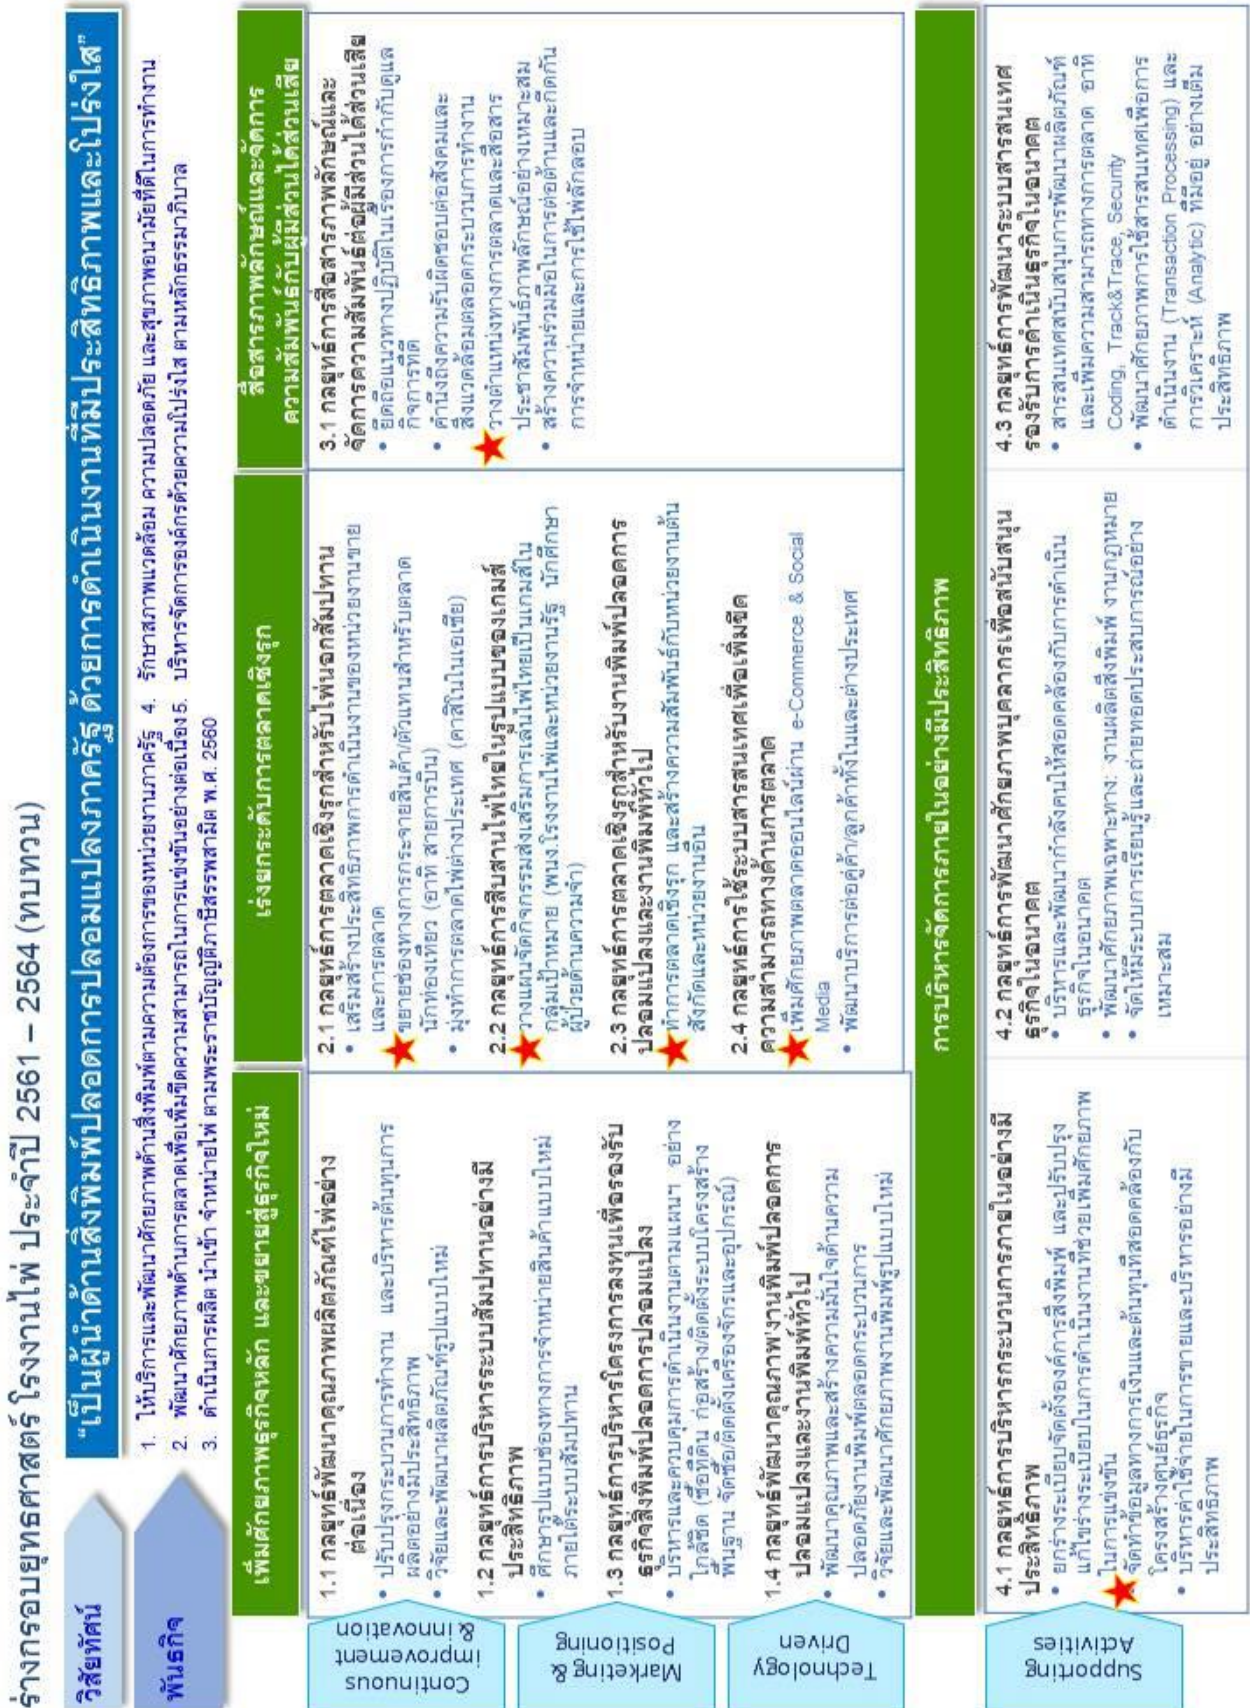 ร่างกรอบยุทธศาสตร์ โรงงานไพ่ ประจำปี 2561 – 2564 (ทบทวน)
วิสัยทัศน์
“เป็นผู้นำด้านสิ่งพิมพ์ปลอดการปลอมแปลงภาครัฐ ด้วยการดำเนินงานที่มีประสิทธิภาพและโปร่งใส”
พันธกิจ
1. ให้บริการและพัฒนาศักยภาพด้านสิ่งพิมพ์ตามความต้องการของหน่วยงานภาครัฐ
2. พัฒนาศักยภาพด้านการตลาดเพื่อเพิ่มขีดความสามารถในการแข่งขันอย่างต่อเนื่อง
3. ดำเนินการผลิต นำเข้า จำหน่ายไพ่ ตามพระราชบัญญัติภาษีสรรพสามิต พ.ศ. 2560
4. รักษาสภาพแวดล้อม ความปลอดภัย และสุขภาพอนามัยที่ดีในการทำงาน
5. บริหารจัดการองค์กรด้วยความโปร่งใส ตามหลักธรรมาภิบาล
เพิ่มศักยภาพธุรกิจหลัก และขยายสู่ธุรกิจใหม่
เร่งยกระดับการตลาดเชิงรุก
สื่อสารภาพลักษณ์และจัดการ
ความสัมพันธ์กับผู้มีส่วนได้ส่วนเสีย
Continuous
improvement
& innovation
Marketing &
Positioning
Technology
Driven
1.1 กลยุทธ์พัฒนาคุณภาพผลิตภัณฑ์ไพ่อย่าง
ต่อเนื่อง
• ปรับปรุงกระบวนการทำงาน และบริหารต้นทุนการ
ผลิตอย่างมีประสิทธิภาพ
• วิจัยและพัฒนาผลิตภัณฑ์รูปแบบใหม่
1.2 กลยุทธ์การบริหารระบบสัมปทานอย่างมี
ประสิทธิภาพ
• ศึกษารูปแบบช่องทางการจำหน่ายสินค้าแบบใหม่
ภายใต้ระบบสัมปทาน
1.3 กลยุทธ์การบริหารโครงการลงทุนเพื่อรองรับ
ธุรกิจสิ่งพิมพ์ปลอดการปลอมแปลง
• บริหารและควบคุมการดำเนินงานตามแผนฯ อย่าง
ใกล้ชิด (ซื้อที่ดิน ก่อสร้าง/ติดตั้งระบบโครงสร้าง
พื้นฐาน จัดซื้อ/ติดตั้งเครื่องจักรและอุปกรณ์)
1.4 กลยุทธ์พัฒนาคุณภาพงานพิมพ์ปลอดการ
ปลอมแปลงและงานพิมพ์ทั่วไป
• พัฒนาคุณภาพและสร้างความมั่นใจด้านความ
ปลอดภัยงานพิมพ์ตลอดกระบวนการ
• วิจัยและพัฒนาศักยภาพงานพิมพ์รูปแบบใหม่
2.1 กลยุทธ์การตลาดเชิงรุกสำหรับไพ่นอกสัมปทาน
• เสริมสร้างประสิทธิภาพการดำเนินงานของหน่วยงานขาย
และการตลาด
ขยายช่องทางการกระจายสินค้า/ตัวแทนสำหรับตลาด
นักท่องเที่ยว (อาทิ สายการบิน)
• มุ่งทำการตลาดไพ่ต่างประเทศ (คาสิโนในเอเชีย)
2.2 กลยุทธ์การสืบสานไพ่ไทยในรูปแบบของเกมส์
วางแผนจัดกิจกรรมส่งเสริมการเล่นไพ่ไทยเป็นเกมส์ใน
กลุ่มเป้าหมาย (พนง.โรงงานไพ่และหน่วยงานรัฐ นักศึกษา
ผู้ป่วยด้านความจำ)
2.3 กลยุทธ์การตลาดเชิงรุกสำหรับงานพิมพ์ปลอดการ
ปลอมแปลงและงานพิมพ์ทั่วไป
ทำการตลาดเชิงรุก และสร้างความสัมพันธ์กับหน่วยงานต้น
สังกัดและหน่วยงานอื่น
2.4 กลยุทธ์การใช้ระบบสารสนเทศเพื่อเพิ่มขีด
ความสามารถทางด้านการตลาด
เพิ่มศักยภาพตลาดออนไลน์ผ่าน e-Commerce & Social
Media
• พัฒนาบริการต่อคู่ค้า/ลูกค้าทั้งในและต่างประเทศ
3.1 กลยุทธ์การสื่อสารภาพลักษณ์และ
จัดการความสัมพันธ์ต่อผู้มีส่วนได้ส่วนเสีย
• ยึดถือแนวทางปฏิบัติในเรื่องการกำกับดูแล
กิจการที่ดี
• คำนึงถึงความรับผิดชอบต่อสังคมและ
สิ่งแวดล้อมตลอดกระบวนการทำงาน
วางตำแหน่งทางการตลาดและสื่อสาร
ประชาสัมพันธ์ภาพลักษณ์อย่างเหมาะสม
• สร้างความร่วมมือในการต่อต้านและกีดกัน
การจำหน่ายและการใช้ไพ่ลักลอบ
การบริหารจัดการภายในอย่างมีประสิทธิภาพ
Supporting
Activities
4.1 กลยุทธ์การบริหารกระบวนการภายในอย่างมี
ประสิทธิภาพ
• ยกร่างระเบียบจัดตั้งองค์การสิ่งพิมพ์ และปรับปรุง
แก้ไขร่างระเบียบในการดำเนินงานที่ช่วยเพิ่มศักยภาพ
ในการแข่งขัน
จัดทำข้อมูลทางการเงินและต้นทุนที่สอดคล้องกับ
โครงสร้างศูนย์ธุรกิจ
• บริหารค่าใช้จ่ายในการขายและบริหารอย่างมี
ประสิทธิภาพ
4.2 กลยุทธ์การพัฒนาศักยภาพบุคลากรเพื่อสนับสนุน
ธุรกิจในอนาคต
• บริหารและพัฒนากำลังคนให้สอดคล้องกับการดำเนิน
ธุรกิจในอนาคต
• พัฒนาศักยภาพเฉพาะทาง: งานผลิตสิ่งพิมพ์ งานกฎหมาย
• จัดให้มีระบบการเรียนรู้และถ่ายทอดประสบการณ์อย่าง
เหมาะสม
4.3 กลยุทธ์การพัฒนาระบบสารสนเทศ
รองรับการดำเนินธุรกิจในอนาคต
• สารสนเทศสนับสนุนการพัฒนาผลิตภัณฑ์
และเพิ่มความสามารถทางการตลาด อาทิ
Coding, Track&Trace, Security
• พัฒนาศักยภาพการใช้สารสนเทศเพื่อการ
ดำเนินงาน (Transaction Processing) และ
การวิเคราะห์ (Analytic) ที่มีอยู่ อย่างเต็ม
ประสิทธิภาพ